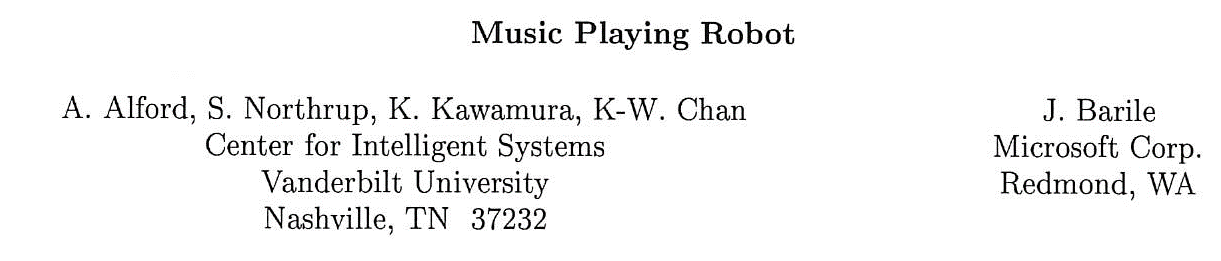 Music Playing Robot
A. Alford, S. Northrup, K. Kawamura, K-W. Chan
Center for Intelligent Systems
Vanderbilt University
Nashville, TN 37232
J. Barile
Microsoft Corp.
Redmond, WA